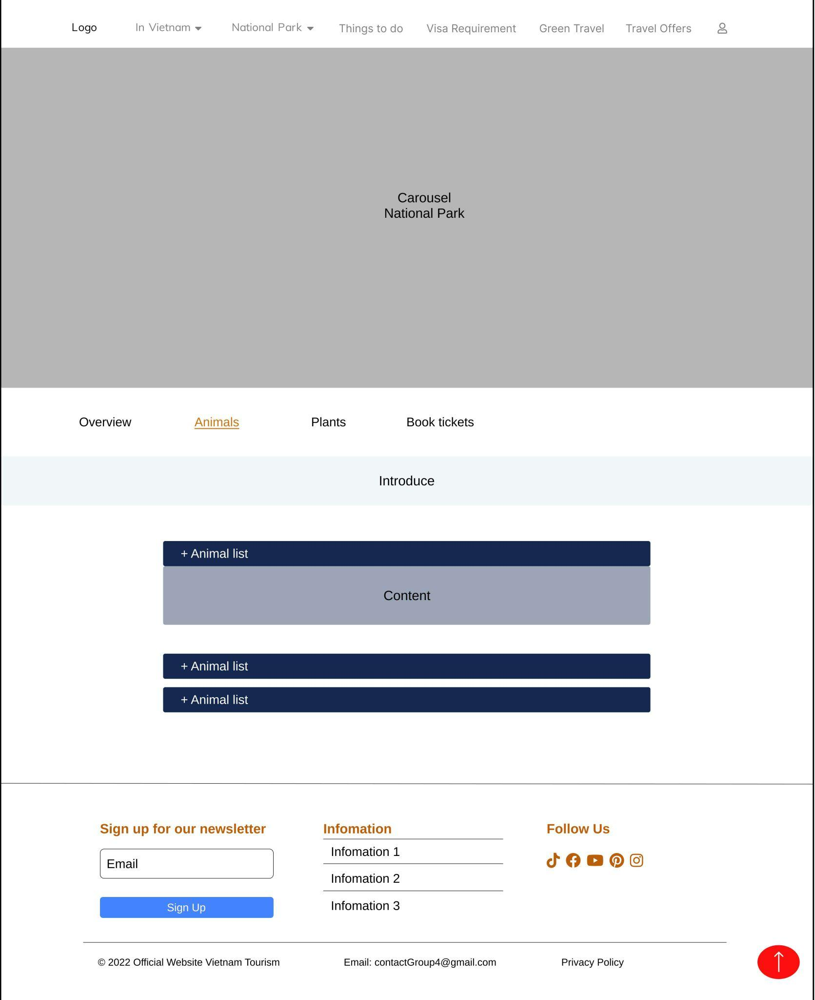 Logo In Vietnam National Park Things to do Visa Requirement Green Travel Travel Offers
Carousel
National Park
Overview Animals Plants Book tickets
Introduce
+ Animal list
Content
+ Animal list
+ Animal list
Sign up for our newsletter
Email
Sign Up
Infomation
Infomation 1
Infomation 2
Infomation 3
Follow Us
© 2022 Official Website Vietnam Tourism Email: contactGroup4@gmail.com Privacy Policy